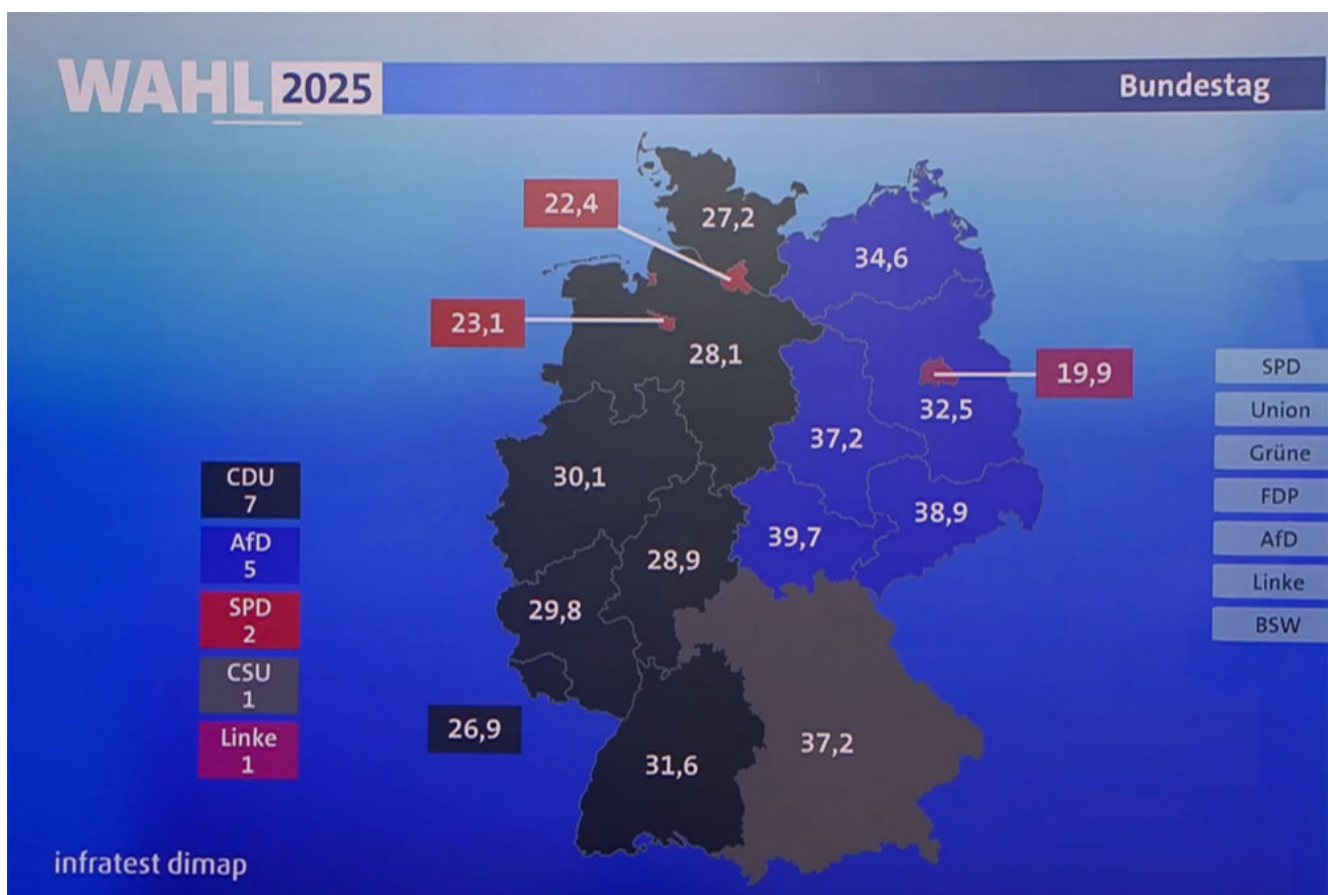 WAHL 2025
Bundestag
22,4
27,2
34,6
23,1
28,1
19,9
32,5
37,2
30,1
38,9
39,7
28,9
29,8
26,9
31,6
37,2
CDU
7
AfD
5
SPD
2
CSU
1
Linke
1
SPD
Union
Grüne
FDP
AfD
Linke
BSW
infratest dimap